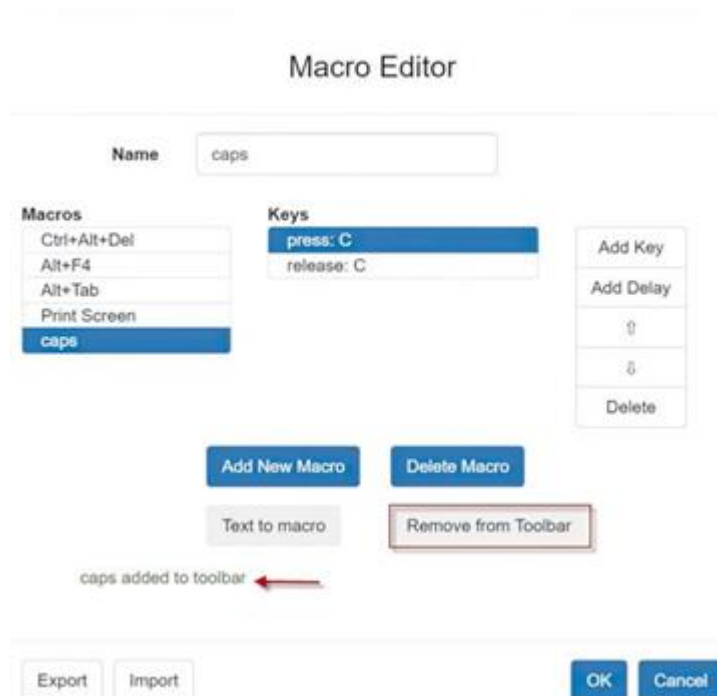 Macro Editor
Name caps
Macros Keys
Ctrl+Alt+Del press: C Add Key
Alt+F4 release: C
Alt+Tab Add Delay
Print Screen ⇧
caps
⇩
Delete
Add New Macro Delete Macro
Text to macro Remove from Toolbar
caps added to toolbar
Export Import OK Cancel